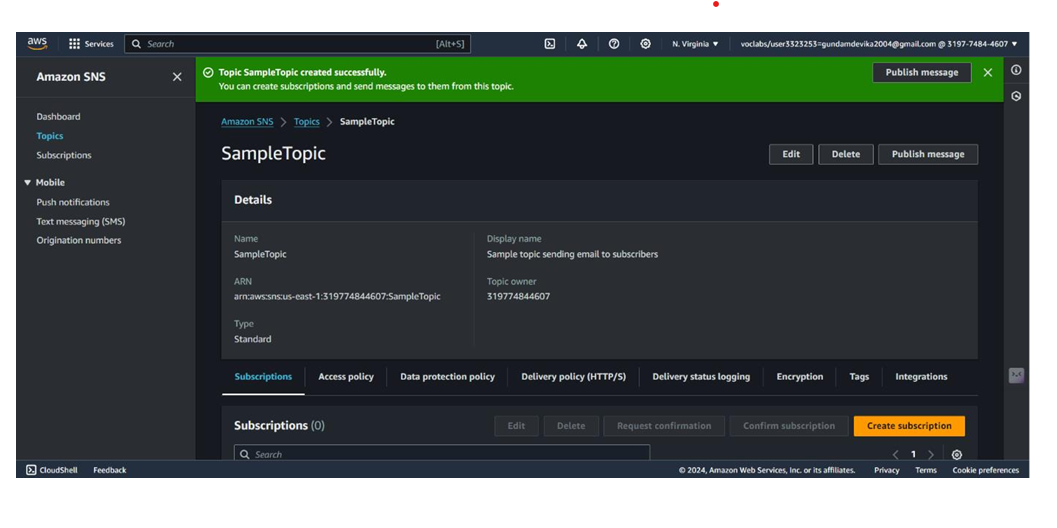 aws Services Search [Alt+S] N. Virginia voclabs/user3323253=gundamdevika2004@gmail.com @ 3197-7484-4607
Amazon SNS
Dashboard
Topics
Subscriptions
Mobile
Push notifications
Text messaging (SMS)
Origination numbers
Topic SampleTopic created successfully.
You can create subscriptions and send messages to them from this topic.
Publish message
Amazon SNS > Topics > SampleTopic
SampleTopic
Edit Delete Publish message
Details
Name
SampleTopic
ARN
arn:aws:sns:us-east-1:319774844607:SampleTopic
Type
Standard
Display name
Sample topic sending email to subscribers
Topic owner
319774844607
Subscriptions Access policy Data protection policy Delivery policy (HTTP/S) Delivery status logging Encryption Tags Integrations
Subscriptions (0)
Edit Delete Request confirmation Confirm subscription Create subscription
Search
< 1 >
CloudShell Feedback © 2024, Amazon Web Services, Inc. or its affiliates. Privacy Terms Cookie preferences